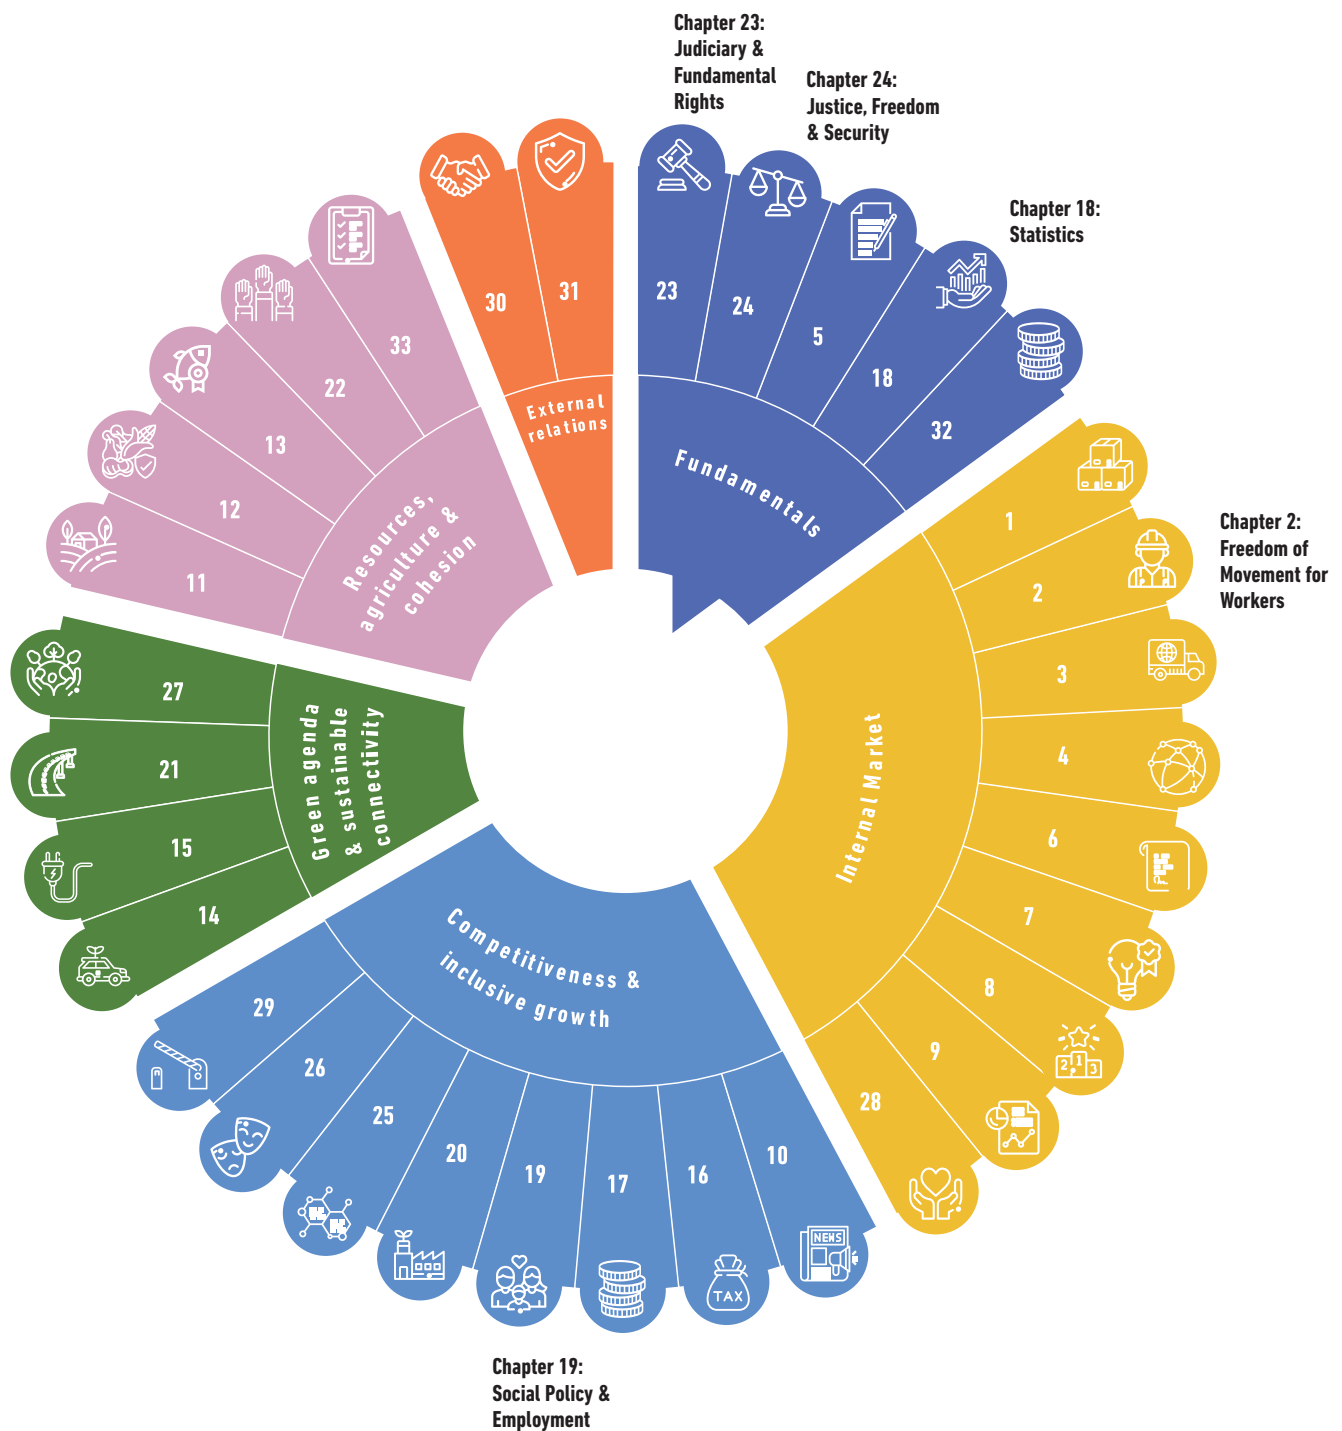 Chapter 23:
Judiciary &
Fundamental
Rights
Chapter 24:
Justice, Freedom
& Security
Chapter 18:
Statistics
Chapter 2:
Freedom of
Movement for
Workers
Chapter 19:
Social Policy &
Employment
Fundamentals
23
24
5
18
32
Internal Market
1
2
3
4
6
7
8
9
28
2 1 3
Competitiveness &
inclusive growth
10
16
17
19
20
25
26
29
NEWS
TAX
Green agenda
& sustainable
connectivity
14
15
21
27
Resources,
agriculture &
cohesion
11
12
13
22
33
External
relations
30
31